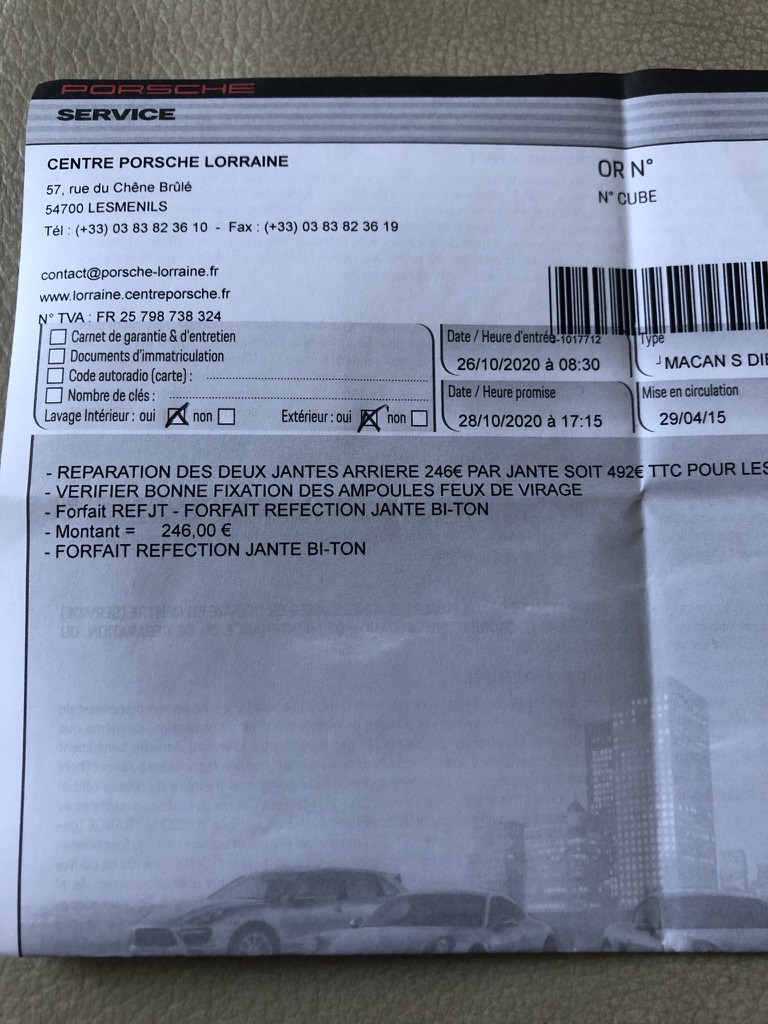 PORSCHE
SERVICE
CENTRE PORSCHE LORRAINE
57, rue du Chêne Brûlé
54700 LESMENILS
Tél : (+33) 03 83 82 36 10 - Fax : (+33) 03 83 82 36 19
OR N°
N° CUBE
contact@porsche-lorraine.fr
www.lorraine.centreporsche.fr
N° TVA : FR 25 798 738 324
Carnet de garantie & d'entretien
Documents d'immatriculation
Code autoradio (carte) :
Nombre de clés :
Lavage Intérieur : oui non Extérieur : oui non
Date / Heure d'entrée -1017712
26/10/2020 à 08:30
Type
MACAN S DIE
Date / Heure promise
28/10/2020 à 17:15
Mise en circulation
29/04/15
- REPARATION DES DEUX JANTES ARRIERE 246€ PAR JANTE SOIT 492€ TTC POUR LES
- VERIFIER BONNE FIXATION DES AMPOULES FEUX DE VIRAGE
- Forfait REFJT - FORFAIT REFECTION JANTE BI-TON
- Montant = 246,00 €
- FORFAIT REFECTION JANTE BI-TON